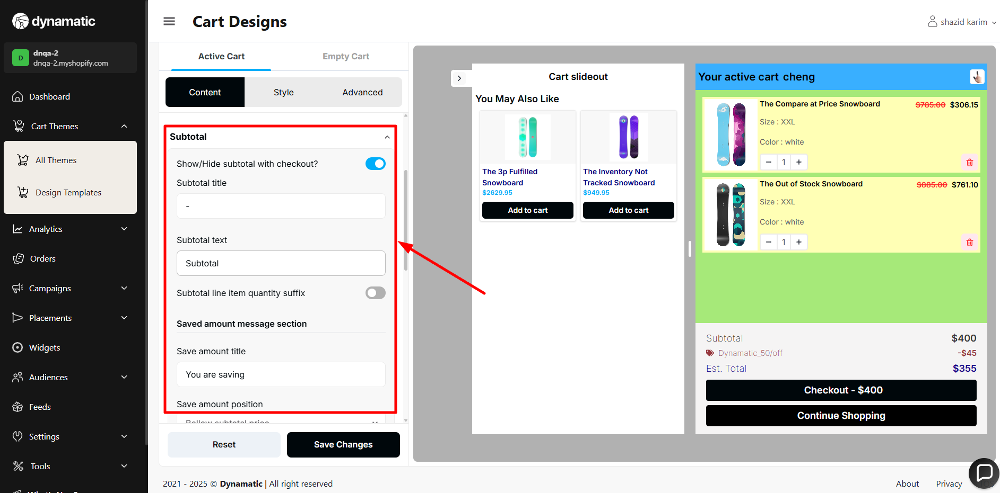 dynamatic
D
dnqa-2
dnqa-2.myshopify.com
Dashboard
Cart Themes
All Themes
Design Templates
Analytics
Orders
Campaigns
Placements
Widgets
Audiences
Feeds
Settings
Tools
Cart Designs
shazid karim
Active Cart
Empty Cart
Content
Style
Advanced
Subtotal
Show/Hide subtotal with checkout?
Subtotal title
-
Subtotal text
Subtotal
Subtotal line item quantity suffix
Saved amount message section
Save amount title
You are saving
Save amount position
Bellow subtotal price
Reset
Save Changes
Cart slideout
You May Also Like
The 3p Fulfilled
Snowboard
$2629.95
Add to cart
The Inventory Not
Tracked Snowboard
$949.95
Add to cart
Your active cart cheng
The Compare at Price Snowboard
$785.00 $306.15
Size : XXL
Color : white
− 1 +
The Out of Stock Snowboard
$885.00 $761.10
Size : XXL
Color : white
− 1 +
Subtotal $400
Dynamatic_50/off -$45
Est. Total $355
Checkout - $400
Continue Shopping
2021 - 2025 © Dynamatic | All right reserved
About
Privacy